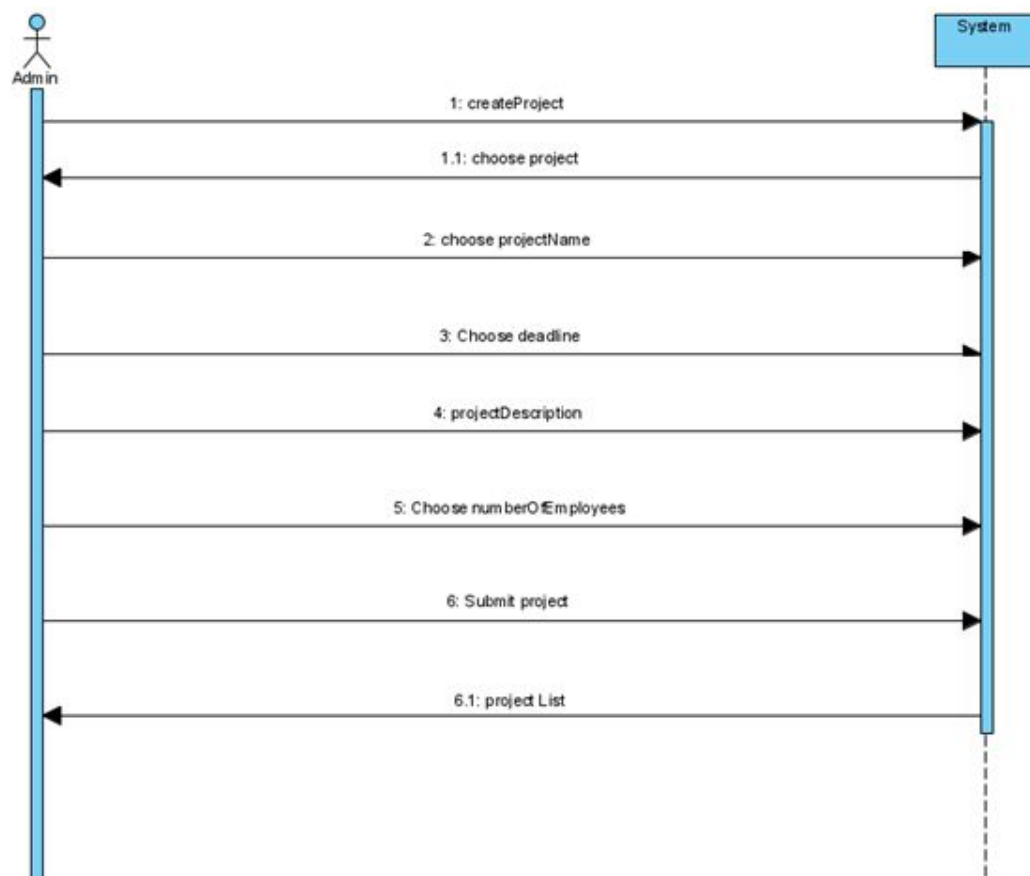 System
Admin
1: createProject
1.1: choose project
2: choose projectName
3: Choose deadline
4: projectDescription
5: Choose numberOfEmployees
6: Submit project
6.1: project List